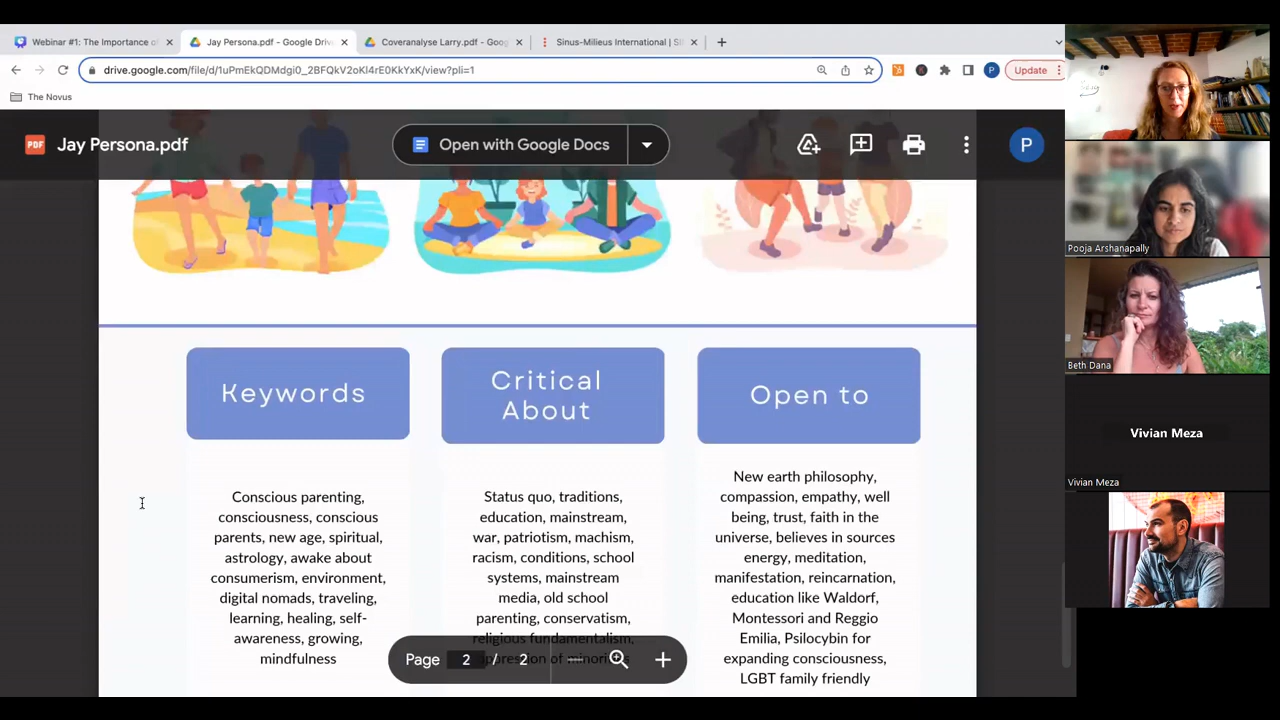 Webinar #1: The Importance of
Jay Persona.pdf - Google Drive
Coveranalyse Larry.pdf - Goog
Sinus-Milieus International | SI
drive.google.com/file/d/1uPmEkQDMdgi0_2BFQkV2oKl4rE0KkYxK/view?pli=1
P
Update
The Novus
PDF
Jay Persona.pdf
Open with Google Docs
P
Pooja Arshanapally
Beth Dana
Vivian Meza
Vivian Meza
Keywords
Critical
About
Open to
Conscious parenting,
consciousness, conscious
parents, new age, spiritual,
astrology, awake about
consumerism, environment,
digital nomads, traveling,
learning, healing, self-
awareness, growing,
mindfulness
Status quo, traditions,
education, mainstream,
war, patriotism, machism,
racism, conditions, school
systems, mainstream
media, old school
parenting, conservatism,
religious fundamentalism,
New earth philosophy,
compassion, empathy, well
being, trust, faith in the
universe, believes in sources
energy, meditation,
manifestation, reincarnation,
education like Waldorf,
Montessori and Reggio
Emilia, Psilocybin for
expanding consciousness,
LGBT family friendly
Page 2 / 2